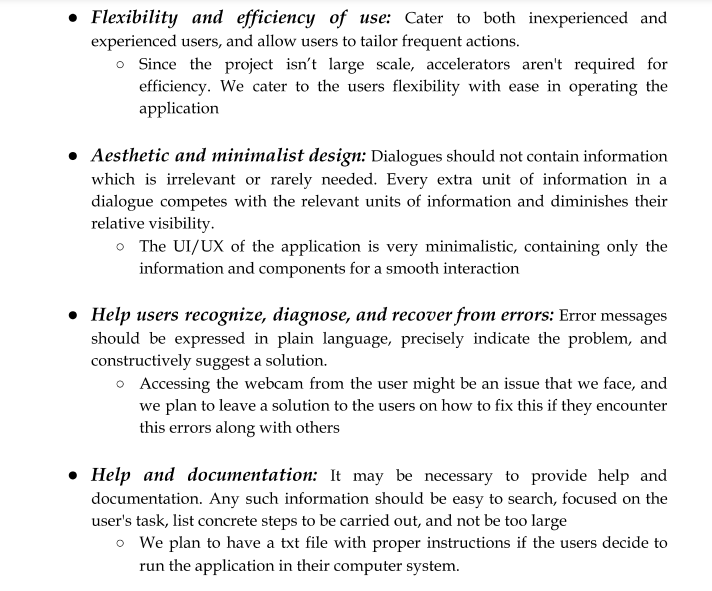 ● Flexibility and efficiency of use: Cater to both inexperienced and
experienced users, and allow users to tailor frequent actions.
○ Since the project isn’t large scale, accelerators aren't required for
efficiency. We cater to the users flexibility with ease in operating the
application
● Aesthetic and minimalist design: Dialogues should not contain information
which is irrelevant or rarely needed. Every extra unit of information in a
dialogue competes with the relevant units of information and diminishes their
relative visibility.
○ The UI/UX of the application is very minimalistic, containing only the
information and components for a smooth interaction
● Help users recognize, diagnose, and recover from errors: Error messages
should be expressed in plain language, precisely indicate the problem, and
constructively suggest a solution.
○ Accessing the webcam from the user might be an issue that we face, and
we plan to leave a solution to the users on how to fix this if they encounter
this errors along with others
● Help and documentation: It may be necessary to provide help and
documentation. Any such information should be easy to search, focused on the
user's task, list concrete steps to be carried out, and not be too large
○ We plan to have a txt file with proper instructions if the users decide to
run the application in their computer system.